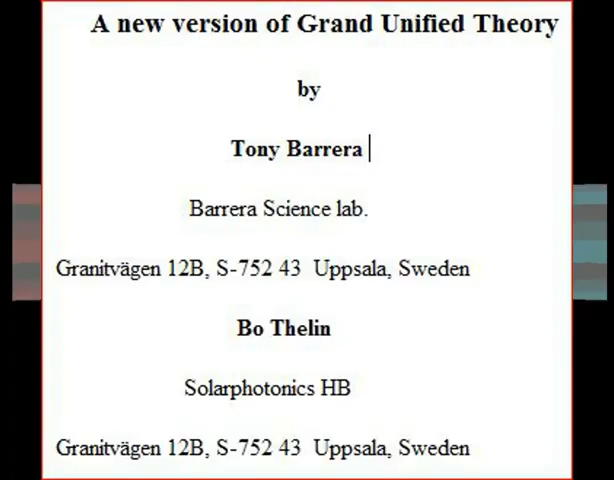 A new version of Grand Unified Theory
by
Tony Barrera
Barrera Science lab.
Granitvägen 12B, S-752 43 Uppsala, Sweden
Bo Thelin
Solarphotonics HB
Granitvägen 12B, S-752 43 Uppsala, Sweden